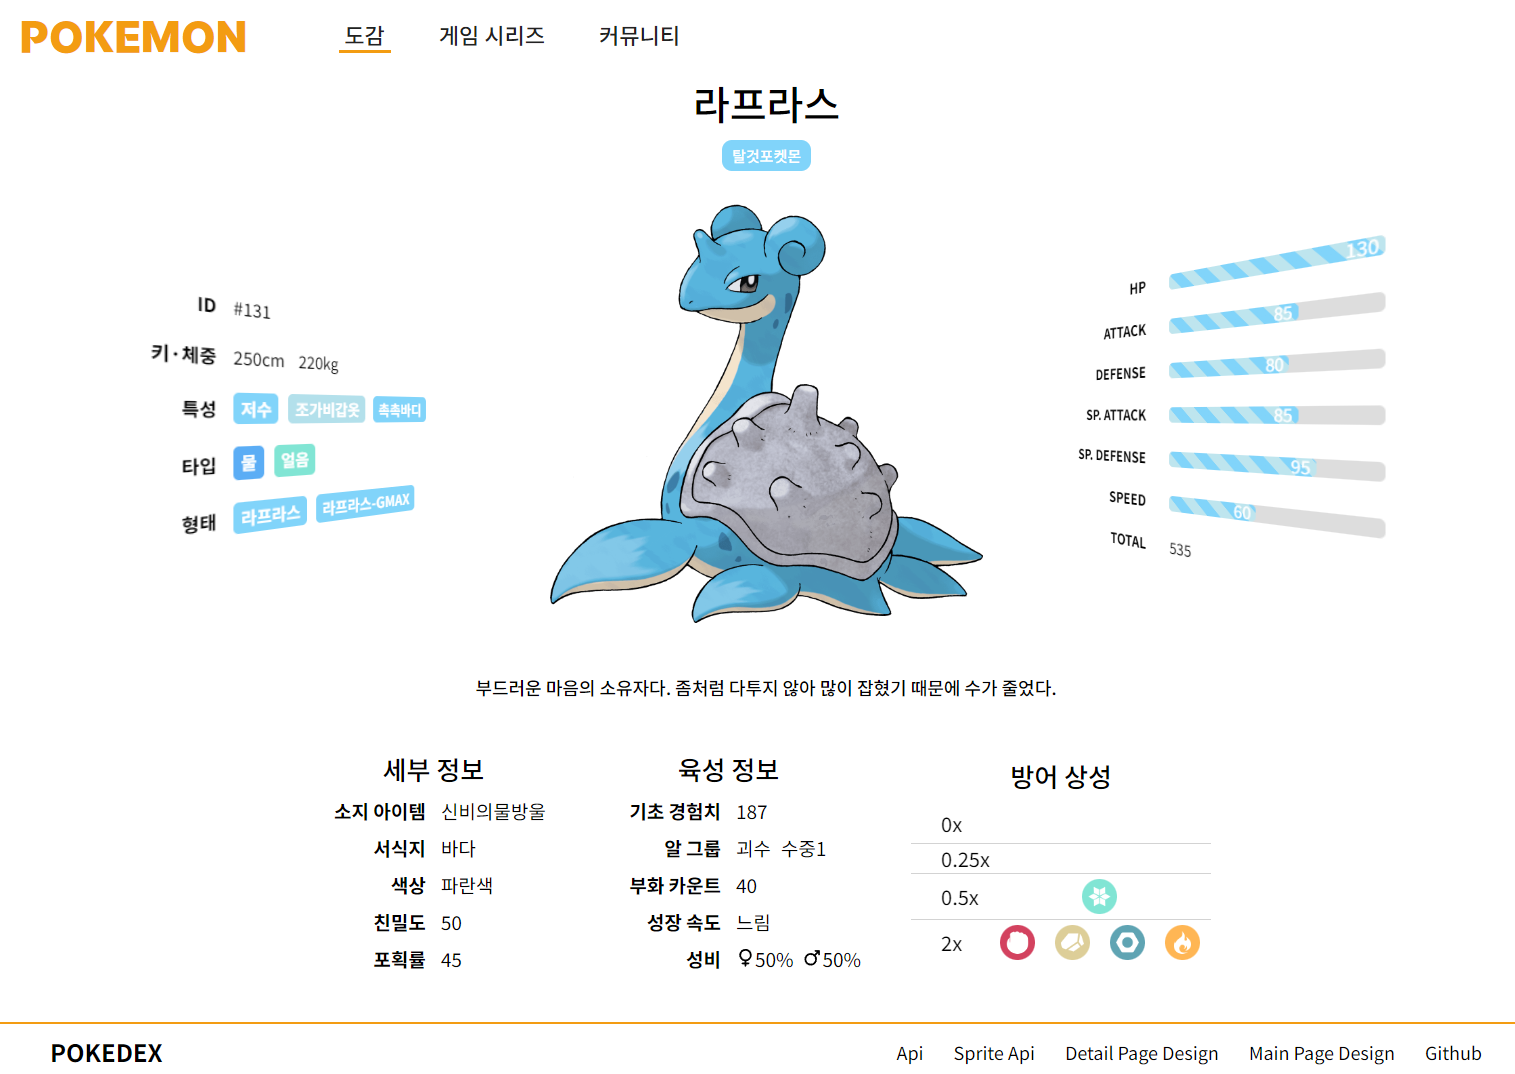 POKEMON 도감 게임 시리즈 커뮤니티
라프라스
탈것포켓몬
ID #131
키·체중 250cm 220kg
특성 저수 조가비갑옷 촉촉바디
타입 물 얼음
형태 라프라스 라프라스-GMAX
HP 130
ATTACK 85
DEFENSE 80
SP. ATTACK 85
SP. DEFENSE 95
SPEED 60
TOTAL 535
부드러운 마음의 소유자다. 좀처럼 다투지 않아 많이 잡혔기 때문에 수가 줄었다.
세부 정보
소지 아이템 신비의물방울
서식지 바다
색상 파란색
친밀도 50
포획률 45
육성 정보
기초 경험치 187
알 그룹 괴수 수중1
부화 카운트 40
성장 속도 느림
성비 ♀50% ♂50%
방어 상성
0x
0.25x
0.5x
2x
POKEDEX Api Sprite Api Detail Page Design Main Page Design Github